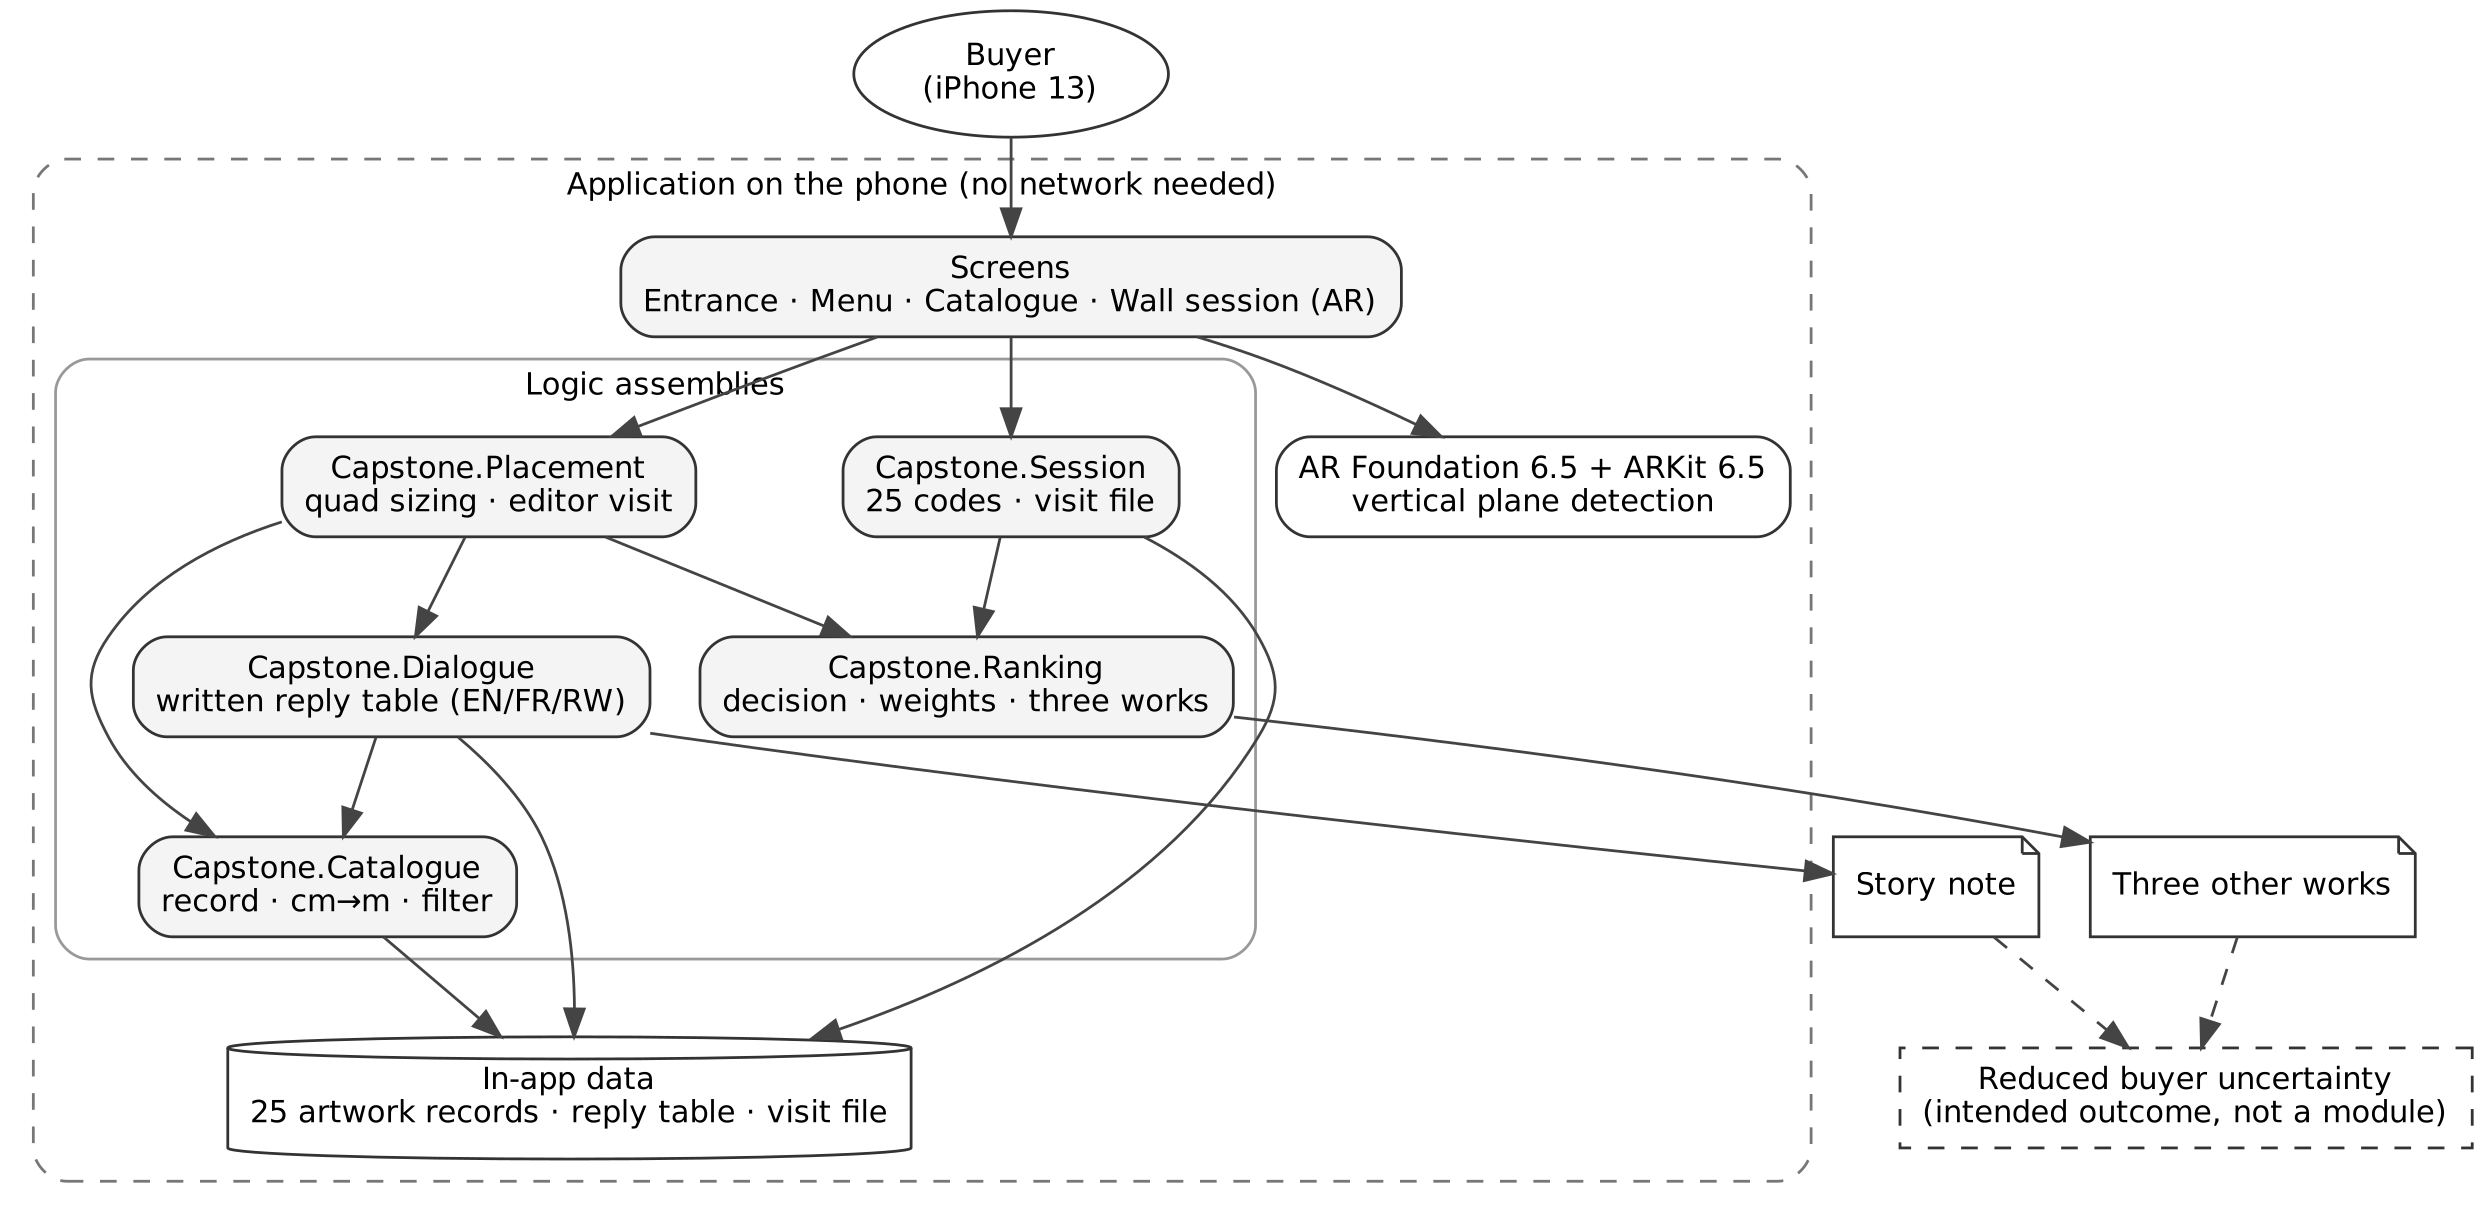 Buyer
(iPhone 13)
Application on the phone (no network needed)
Screens
Entrance · Menu · Catalogue · Wall session (AR)
Logic assemblies
Capstone.Placement
quad sizing · editor visit
Capstone.Session
25 codes · visit file
AR Foundation 6.5 + ARKit 6.5
vertical plane detection
Capstone.Dialogue
written reply table (EN/FR/RW)
Capstone.Ranking
decision · weights · three works
Capstone.Catalogue
record · cm→m · filter
Story note
Three other works
In-app data
25 artwork records · reply table · visit file
Reduced buyer uncertainty
(intended outcome, not a module)